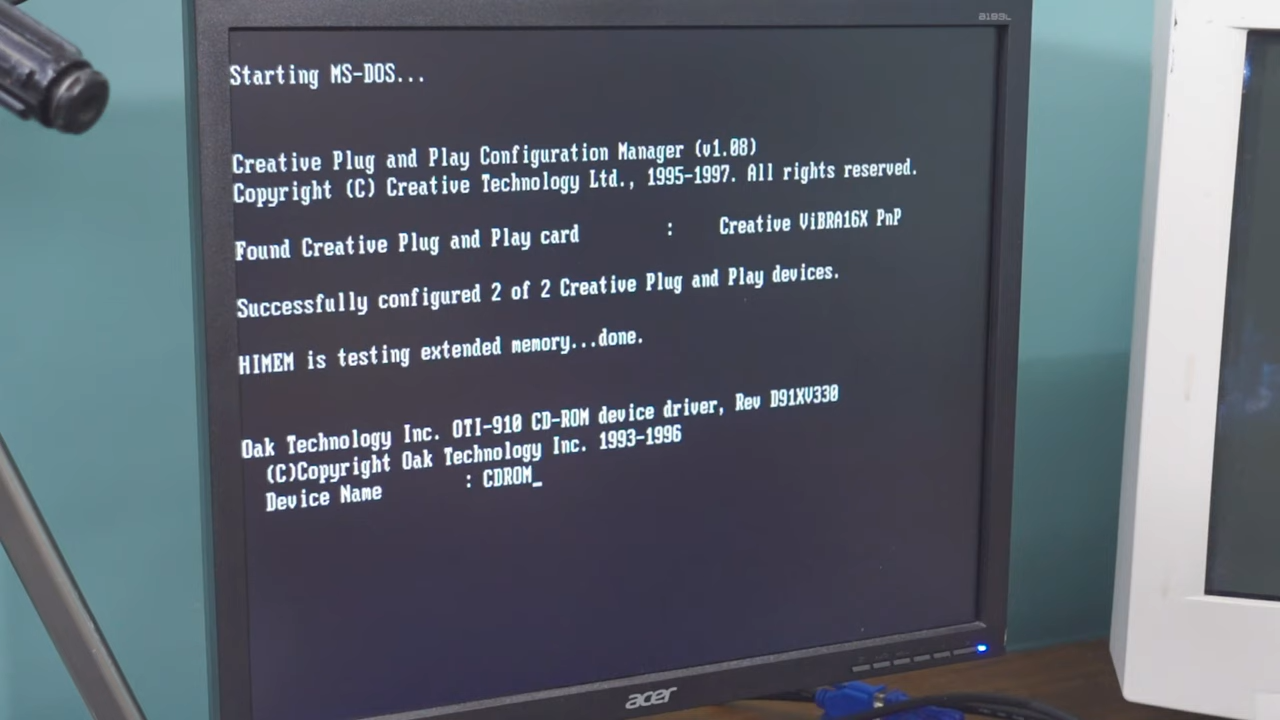 B193L
Starting MS-DOS...
Creative Plug and Play Configuration Manager (v1.08)
Copyright (C) Creative Technology Ltd., 1995-1997. All rights reserved.
Found Creative Plug and Play card : Creative ViBRA16X PnP
Successfully configured 2 of 2 Creative Plug and Play devices.
HIMEM is testing extended memory...done.
Oak Technology Inc. OTI-910 CD-ROM device driver, Rev D91XV330
(C)Copyright Oak Technology Inc. 1993-1996
Device Name : CDROM_
acer